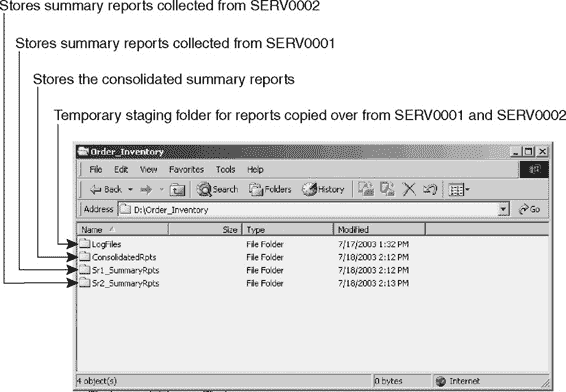 Stores summary reports collected from SERV0002
Stores summary reports collected from SERV0001
Stores the consolidated summary reports
Temporary staging folder for reports copied over from SERV0001 and SERV0002
Order_Inventory
File Edit View Favorites Tools Help
Back Search Folders History
Address D:\Order_Inventory Go
Name Size Type Modified
LogFiles File Folder 7/17/2003 1:32 PM
ConsolidatedRpts File Folder 7/18/2003 2:12 PM
Sr1_SummaryRpts File Folder 7/18/2003 2:12 PM
Sr2_SummaryRpts File Folder 7/18/2003 2:13 PM
4 object(s) 0 bytes Internet